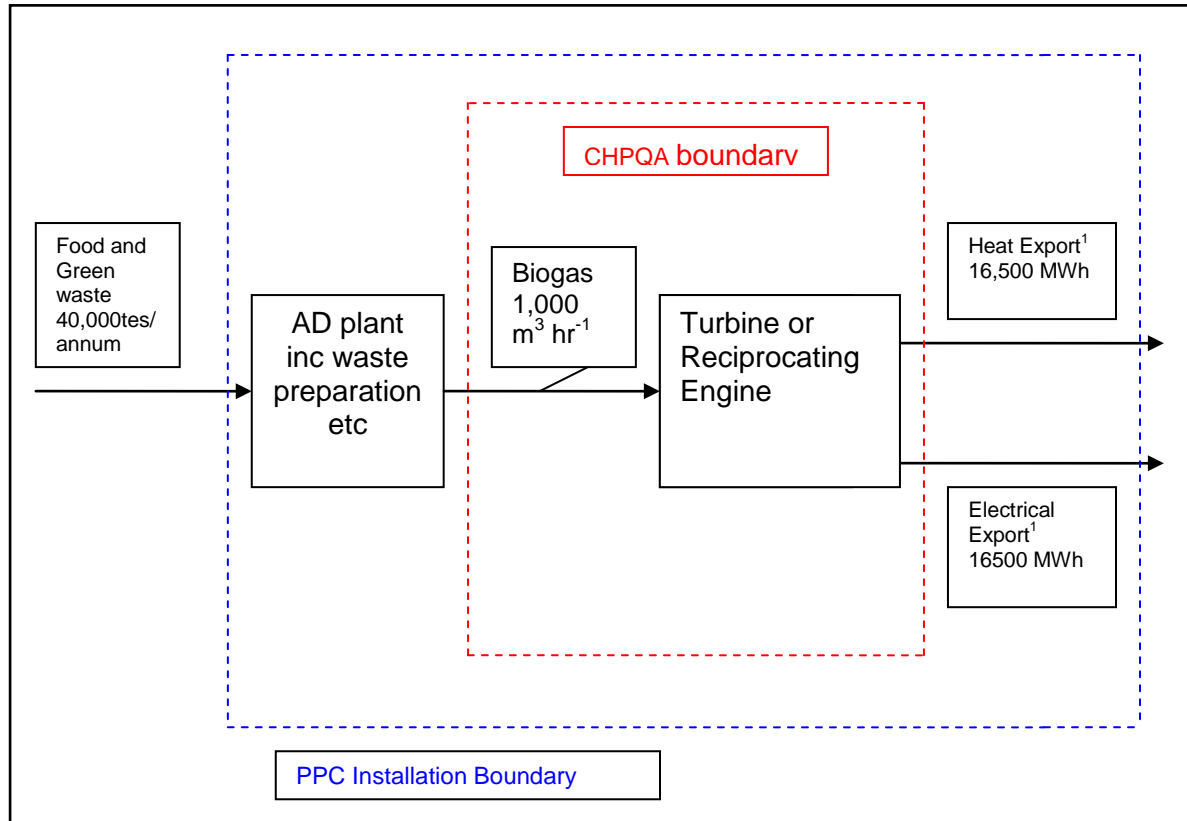 CHPQA boundary
Food and
Green
waste
40,000tes/
annum
AD plant
inc waste
preparation
etc
Biogas
1,000
m³ hr⁻¹
Turbine or
Reciprocating
Engine
Heat Export¹
16,500 MWh
Electrical
Export¹
16500 MWh
PPC Installation Boundary